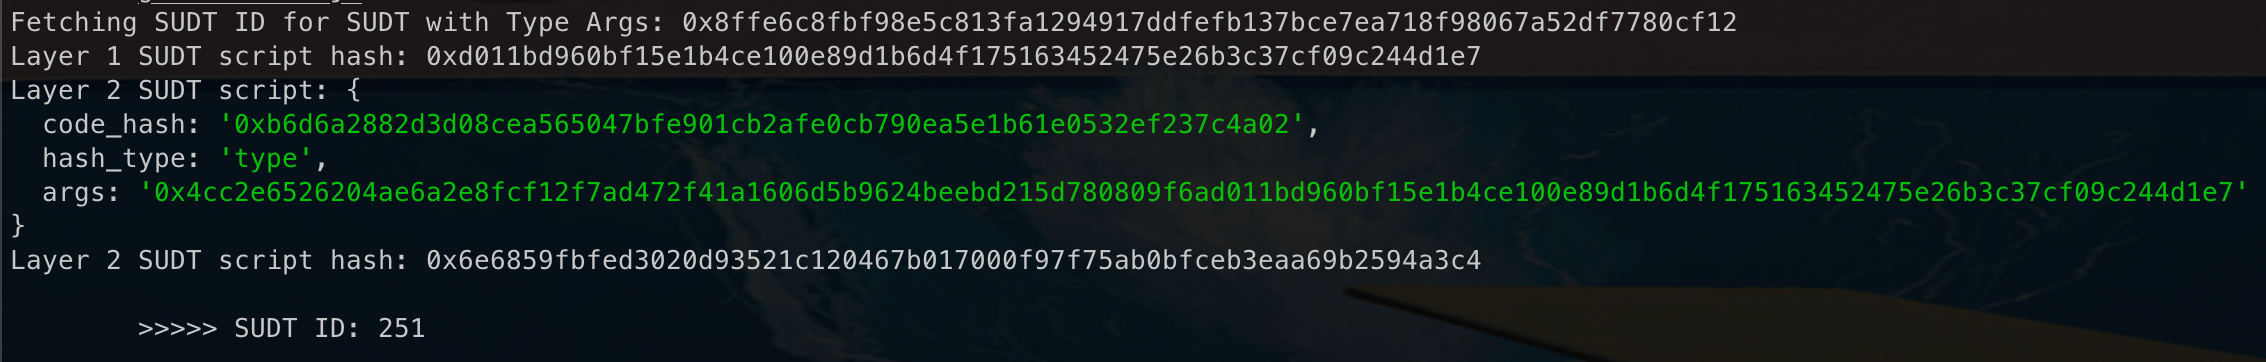 Fetching SUDT ID for SUDT with Type Args: 0x8ffe6c8fbf98e5c813fa1294917ddfefb137bce7ea718f98067a52df7780cf12
Layer 1 SUDT script hash: 0xd011bd960bf15e1b4ce100e89d1b6d4f175163452475e26b3c37cf09c244d1e7
Layer 2 SUDT script: {
  code_hash: '0xb6d6a2882d3d08cea565047bfe901cb2afe0cb790ea5e1b61e0532ef237c4a02',
  hash_type: 'type',
  args: '0x4cc2e6526204ae6a2e8fcf12f7ad472f41a1606d5b9624beebd215d780809f6ad011bd960bf15e1b4ce100e89d1b6d4f175163452475e26b3c37cf09c244d1e7'
}
Layer 2 SUDT script hash: 0x6e6859fbfed3020d93521c120467b017000f97f75ab0bfceb3eaa69b2594a3c4
        >>>>> SUDT ID: 251